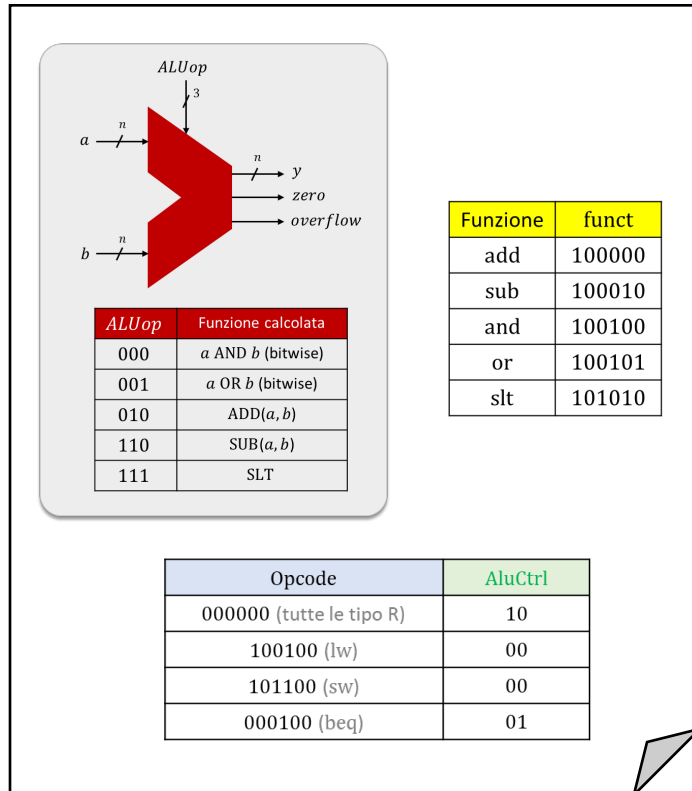 ALUop
3
n
a
n
y
zero
overflow
n
b
ALUop Funzione calcolata
000 a AND b (bitwise)
001 a OR b (bitwise)
010 ADD(a, b)
110 SUB(a, b)
111 SLT
Funzione funct
add 100000
sub 100010
and 100100
or 100101
slt 101010
Opcode AluCtrl
000000 (tutte le tipo R) 10
100100 (lw) 00
101100 (sw) 00
000100 (beq) 01